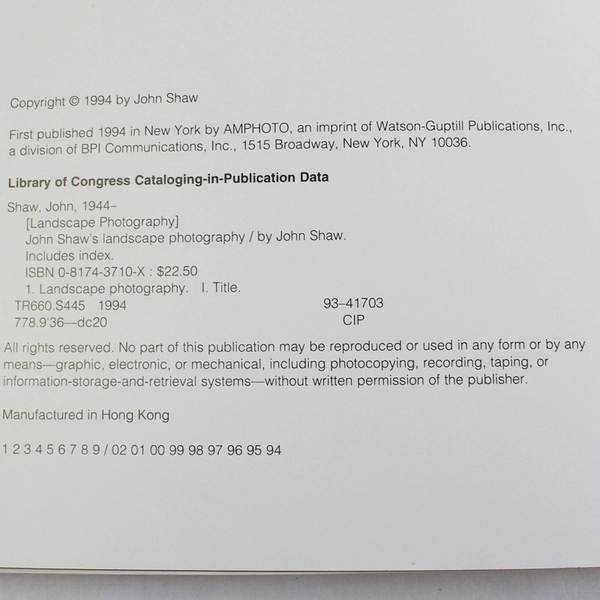 Copyright © 1994 by John Shaw
First published 1994 in New York by AMPHOTO, an imprint of Watson-Guptill Publications, Inc.,
a division of BPI Communications, Inc., 1515 Broadway, New York, NY 10036.
Library of Congress Cataloging-in-Publication Data
Shaw, John, 1944–
[Landscape Photography]
John Shaw's landscape photography / by John Shaw.
Includes index.
ISBN 0-8174-3710-X : $22.50
1. Landscape photography. I. Title.
TR660.S445 1994 93–41703
778.9'36—dc20 CIP
All rights reserved. No part of this publication may be reproduced or used in any form or by any
means—graphic, electronic, or mechanical, including photocopying, recording, taping, or
information-storage-and-retrieval systems—without written permission of the publisher.
Manufactured in Hong Kong
1 2 3 4 5 6 7 8 9 / 02 01 00 99 98 97 96 95 94